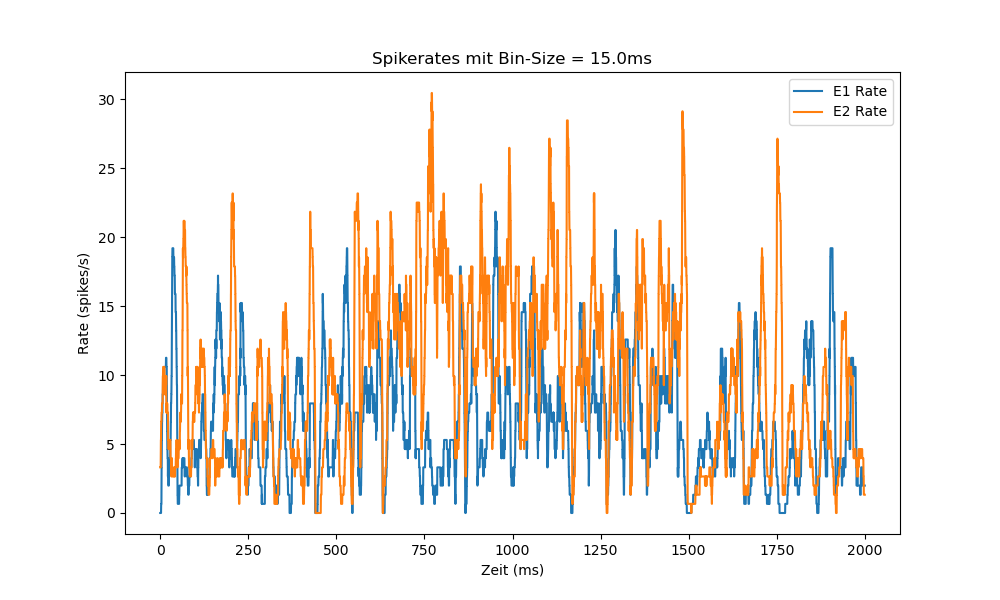 Spikerates mit Bin-Size = 15.0ms
E1 Rate
E2 Rate
Rate (spikes/s)
30
25
20
15
10
5
0
0 250 500 750 1000 1250 1500 1750 2000
Zeit (ms)